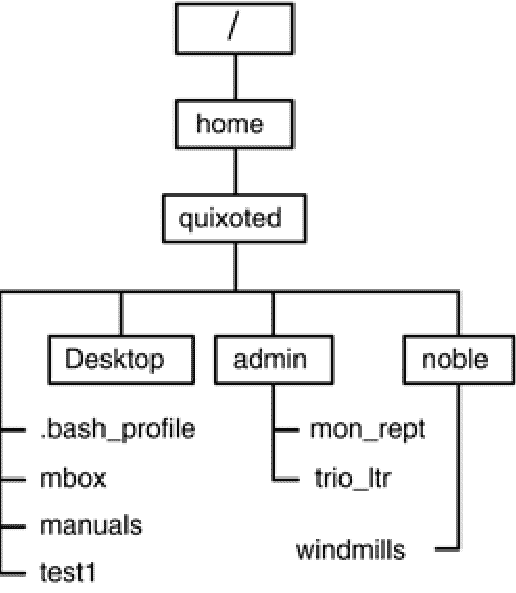 /
home
quixoted
Desktop
admin
noble
.bash_profile
mon_rept
mbox
trio_ltr
manuals
windmills
test1